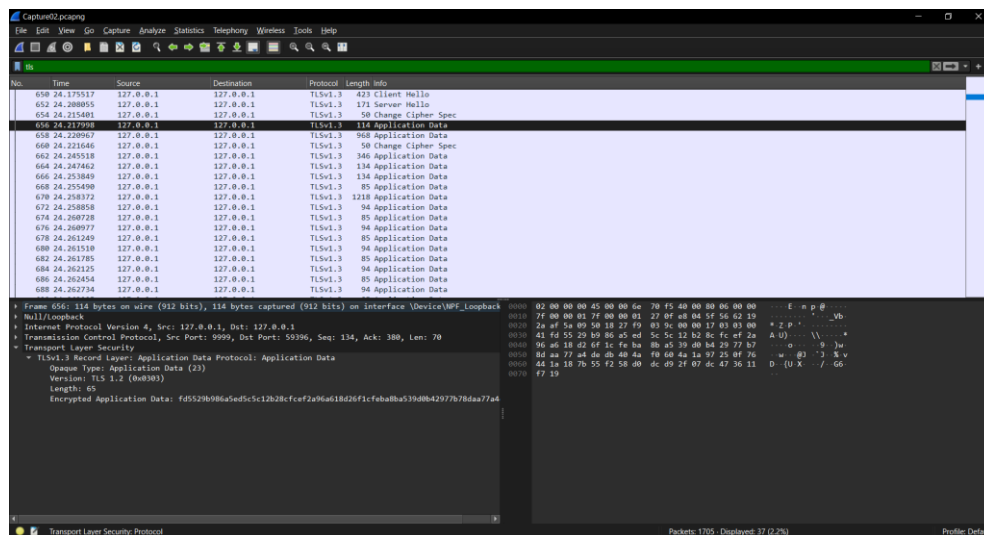 Capture02.pcapng
File Edit View Go Capture Analyze Statistics Telephony Wireless Tools Help
tls
No. Time Source Destination Protocol Length Info
650 24.175517 127.0.0.1 127.0.0.1 TLSv1.3 423 Client Hello
652 24.208055 127.0.0.1 127.0.0.1 TLSv1.3 171 Server Hello
654 24.215401 127.0.0.1 127.0.0.1 TLSv1.3 50 Change Cipher Spec
656 24.217998 127.0.0.1 127.0.0.1 TLSv1.3 114 Application Data
658 24.220967 127.0.0.1 127.0.0.1 TLSv1.3 968 Application Data
660 24.221646 127.0.0.1 127.0.0.1 TLSv1.3 50 Change Cipher Spec
662 24.245518 127.0.0.1 127.0.0.1 TLSv1.3 346 Application Data
664 24.247462 127.0.0.1 127.0.0.1 TLSv1.3 134 Application Data
666 24.253849 127.0.0.1 127.0.0.1 TLSv1.3 134 Application Data
668 24.255490 127.0.0.1 127.0.0.1 TLSv1.3 85 Application Data
670 24.258372 127.0.0.1 127.0.0.1 TLSv1.3 1218 Application Data
672 24.258858 127.0.0.1 127.0.0.1 TLSv1.3 94 Application Data
674 24.260728 127.0.0.1 127.0.0.1 TLSv1.3 85 Application Data
676 24.260977 127.0.0.1 127.0.0.1 TLSv1.3 94 Application Data
678 24.261249 127.0.0.1 127.0.0.1 TLSv1.3 85 Application Data
680 24.261510 127.0.0.1 127.0.0.1 TLSv1.3 94 Application Data
682 24.261785 127.0.0.1 127.0.0.1 TLSv1.3 85 Application Data
684 24.262125 127.0.0.1 127.0.0.1 TLSv1.3 94 Application Data
686 24.262454 127.0.0.1 127.0.0.1 TLSv1.3 85 Application Data
688 24.262734 127.0.0.1 127.0.0.1 TLSv1.3 94 Application Data
Frame 656: 114 bytes on wire (912 bits), 114 bytes captured (912 bits) on interface \Device\NPF_Loopback
Null/Loopback
Internet Protocol Version 4, Src: 127.0.0.1, Dst: 127.0.0.1
Transmission Control Protocol, Src Port: 9999, Dst Port: 59396, Seq: 134, Ack: 380, Len: 70
Transport Layer Security
TLSv1.3 Record Layer: Application Data Protocol: Application Data
Opaque Type: Application Data (23)
Version: TLS 1.2 (0x0303)
Length: 65
Encrypted Application Data: fd5529b986a5ed5c5c12b28cfcef2a96a618d26f1cfeba8ba539d0b42977b78daa77a4
0000 02 00 00 00 45 00 00 6e 70 f5 40 00 80 06 00 00
0010 7f 00 00 01 7f 00 00 01 27 0f e8 04 5f 56 62 19
0020 2a af 5a 09 50 18 27 f9 03 9c 00 00 17 03 03 00
0030 41 fd 55 29 b9 86 a5 ed 5c 5c 12 b2 8c fc ef 2a
0040 96 a6 18 d2 6f 1c fe ba 8b a5 39 d0 b4 29 77 b7
0050 8d aa 77 a4 de db 40 4a f0 60 4a 1a 97 25 0f 76
0060 44 1a 18 7b 55 f2 58 d0 dc d9 2f 07 dc 47 36 11
0070 f7 19
Transport Layer Security: Protocol
Packets: 1705 · Displayed: 37 (2.2%)